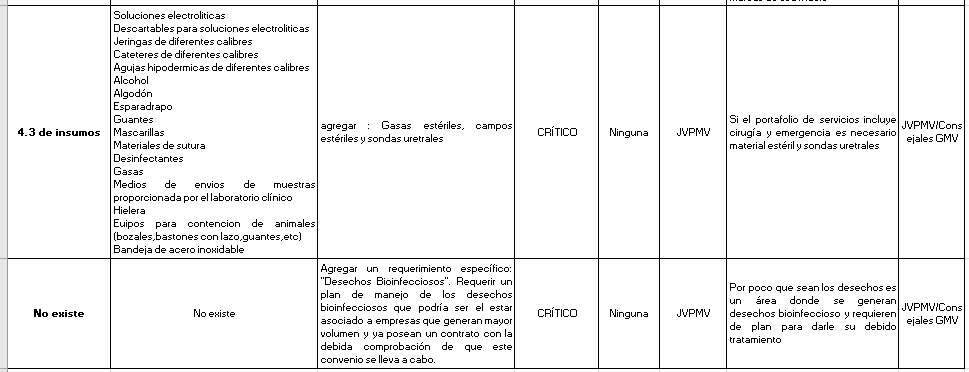 Soluciones electroliticas
Descartables para soluciones electroliticas
Jeringas de diferentes calibres
Cateteres de diferentes calibres
Agujas hipodermicas de diferentes calibres
Alcohol
Algodón
Esparadrapo
Guantes
4.3 de insumos
Mascarillas
Materiales de sutura
Desinfectantes
Gasas
Medios de envios de muestras
proporcionada por el laboratorio clínico
Hielera
Euipos para contencion de animales
(bozales,bastones con lazo,guantes,etc)
Bandeja de acero inoxidable
agregar : Gasas estériles, campos
estériles y sondas uretrales
CRÍTICO
Ninguna
JVPMV
Si el portafolio de servicios incluye
cirugía y emergencia es necesario
material estéril y sondas uretrales
JVPMV/Cons
ejales GMV
No existe
No existe
Agregar un requerimiento específico:
"Desechos Bioinfecciosos". Requerir un
plan de manejo de los desechos
bioinfecciosos que podría ser el estar
asociado a empresas que generan mayor
volumen y ya posean un contrato con la
debida comprobación de que este
convenio se lleva a cabo.
CRÍTICO
Ninguna
JVPMV
Por poco que sean los desechos es
un área donde se generan
desechos bioinfeccioso y requieren
de plan para darle su debido
tratamiento
JVPMV/Cons
ejales GMV